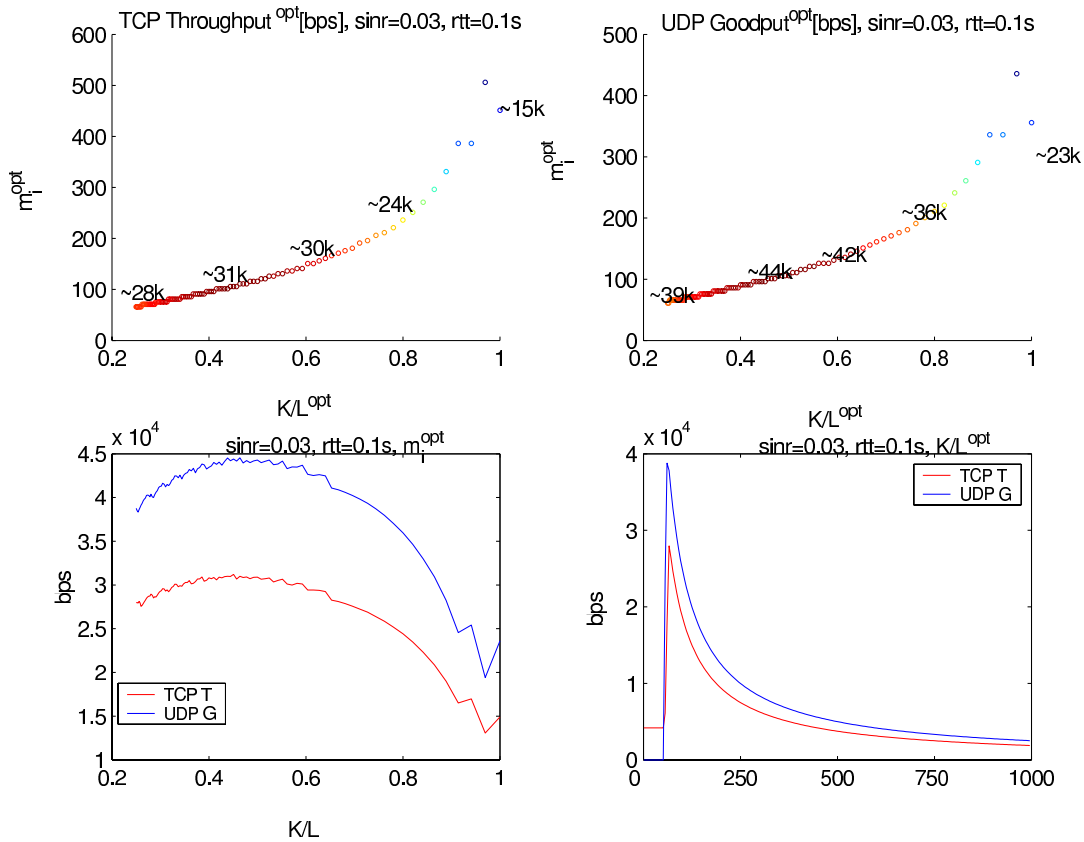 TCP Throughput opt[bps], sinr=0.03, rtt=0.1s
600
500
400
300
200
100
0
m_i^opt
~15k
~24k
~30k
~31k
~28k
0.2 0.4 0.6 0.8 1
K/L^opt
UDP Goodput^opt[bps], sinr=0.03, rtt=0.1s
500
400
300
200
100
0
m_i^opt
~23k
~36k
~42k
~44k
~39k
0.2 0.4 0.6 0.8 1
K/L^opt
x 10^4
sinr=0.03, rtt=0.1s, m_i^opt
4.5
4
3.5
3
2.5
2
1.5
1
bps
TCP T
UDP G
0.2 0.4 0.6 0.8 1
K/L
x 10^4
sinr=0.03, rtt=0.1s, K/L^opt
4
3
2
1
0
bps
TCP T
UDP G
0 250 500 750 1000